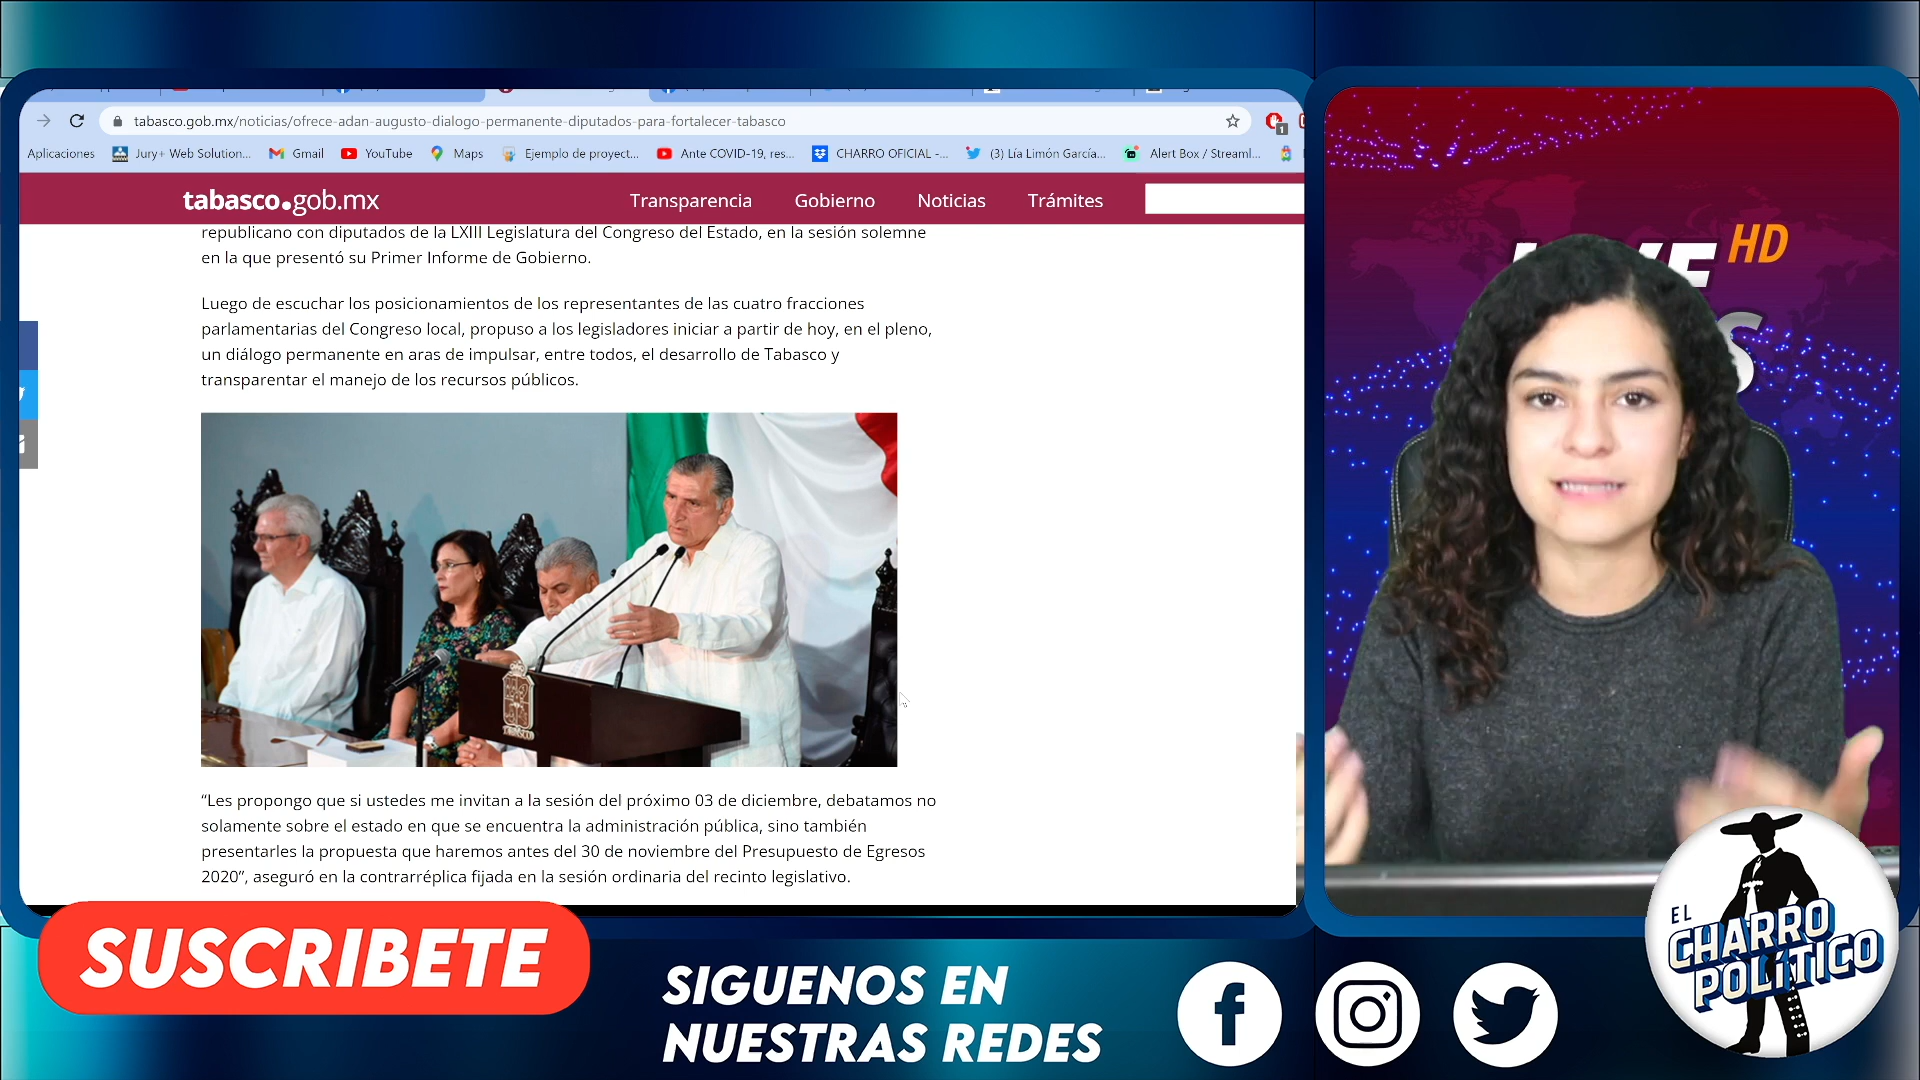 tabasco.gob.mx/noticias/ofrece-adan-augusto-dialogo-permanente-diputados-para-fortalecer-tabasco
1
Aplicaciones
Jury+ Web Solution...
Gmail
YouTube
Maps
Ejemplo de proyect...
Ante COVID-19, res...
CHARRO OFICIAL -...
(3) Lía Limón García...
Alert Box / Streaml...
tabasco.gob.mx
Transparencia
Gobierno
Noticias
Trámites
republicano con diputados de la LXIII Legislatura del Congreso del Estado, en la sesión solemne
en la que presentó su Primer Informe de Gobierno.
Luego de escuchar los posicionamientos de los representantes de las cuatro fracciones
parlamentarias del Congreso local, propuso a los legisladores iniciar a partir de hoy, en el pleno,
un diálogo permanente en aras de impulsar, entre todos, el desarrollo de Tabasco y
transparentar el manejo de los recursos públicos.
TABASCO
“Les propongo que si ustedes me invitan a la sesión del próximo 03 de diciembre, debatamos no
solamente sobre el estado en que se encuentra la administración pública, sino también
presentarles la propuesta que haremos antes del 30 de noviembre del Presupuesto de Egresos
2020”, aseguró en la contrarréplica fijada en la sesión ordinaria del recinto legislativo.
HD
SUSCRIBETE
SIGUENOS EN
NUESTRAS REDES
EL
CHARRO
POLÍTICO